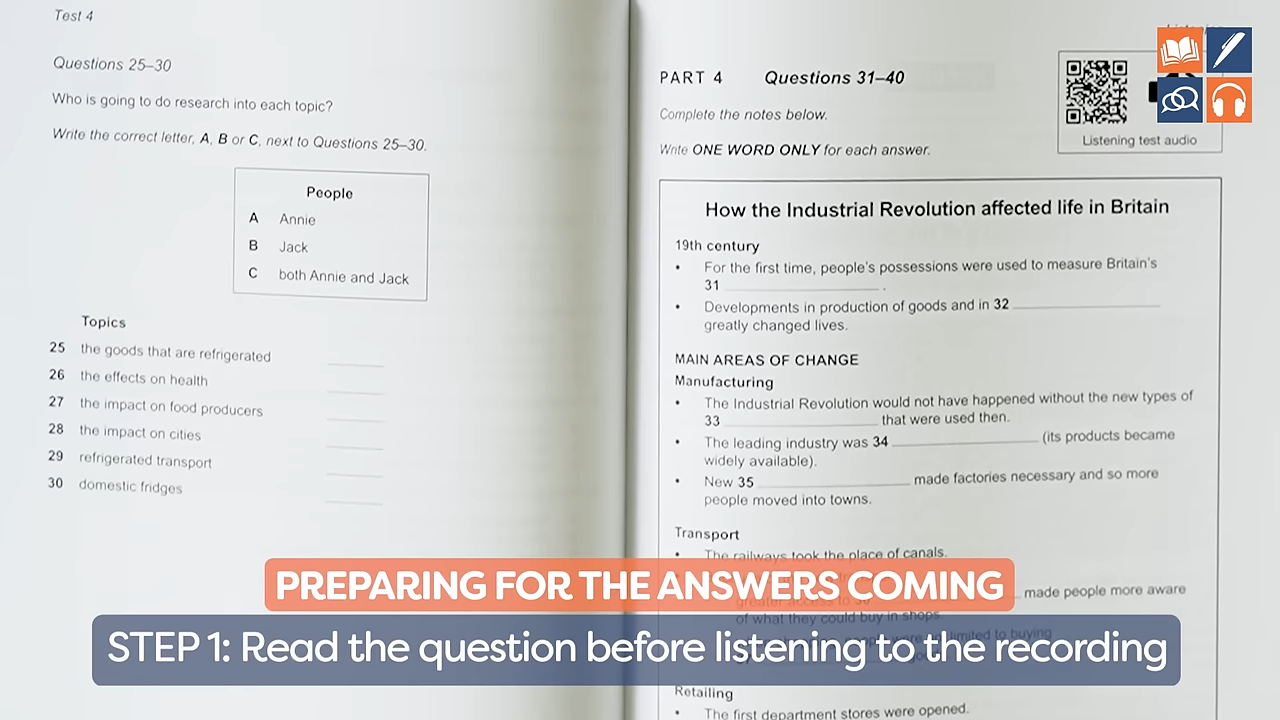 Test 4
Questions 25–30
Who is going to do research into each topic?
Write the correct letter, A, B or C, next to Questions 25–30.
People
A Annie
B Jack
C both Annie and Jack
Topics
25 the goods that are refrigerated
26 the effects on health
27 the impact on food producers
28 the impact on cities
29 refrigerated transport
30 domestic fridges
PART 4 Questions 31–40
Listening test audio
Complete the notes below.
Write ONE WORD ONLY for each answer.
How the Industrial Revolution affected life in Britain
19th century
• For the first time, people's possessions were used to measure Britain's
31 .
• Developments in production of goods and in 32
greatly changed lives.
MAIN AREAS OF CHANGE
Manufacturing
• The Industrial Revolution would not have happened without the new types of
33 that were used then.
• The leading industry was 34 (its products became
widely available).
• New 35 made factories necessary and so more
people moved into towns.
Transport
• The railways took the place of canals.
greater access to made people more aware
of what they could buy in shops.
limited to buying
Retailing
• The first department stores were opened.
PREPARING FOR THE ANSWERS COMING
STEP 1: Read the question before listening to the recording